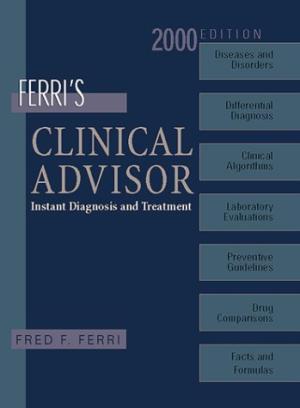 2000 EDITION
FERRI'S
CLINICAL
ADVISOR
Instant Diagnosis and Treatment
Diseases and
Disorders
Differential
Diagnosis
Clinical
Algorithms
Laboratory
Evaluations
Preventive
Guidelines
Drug
Comparisons
Facts and
Formulas
FRED F. FERRI